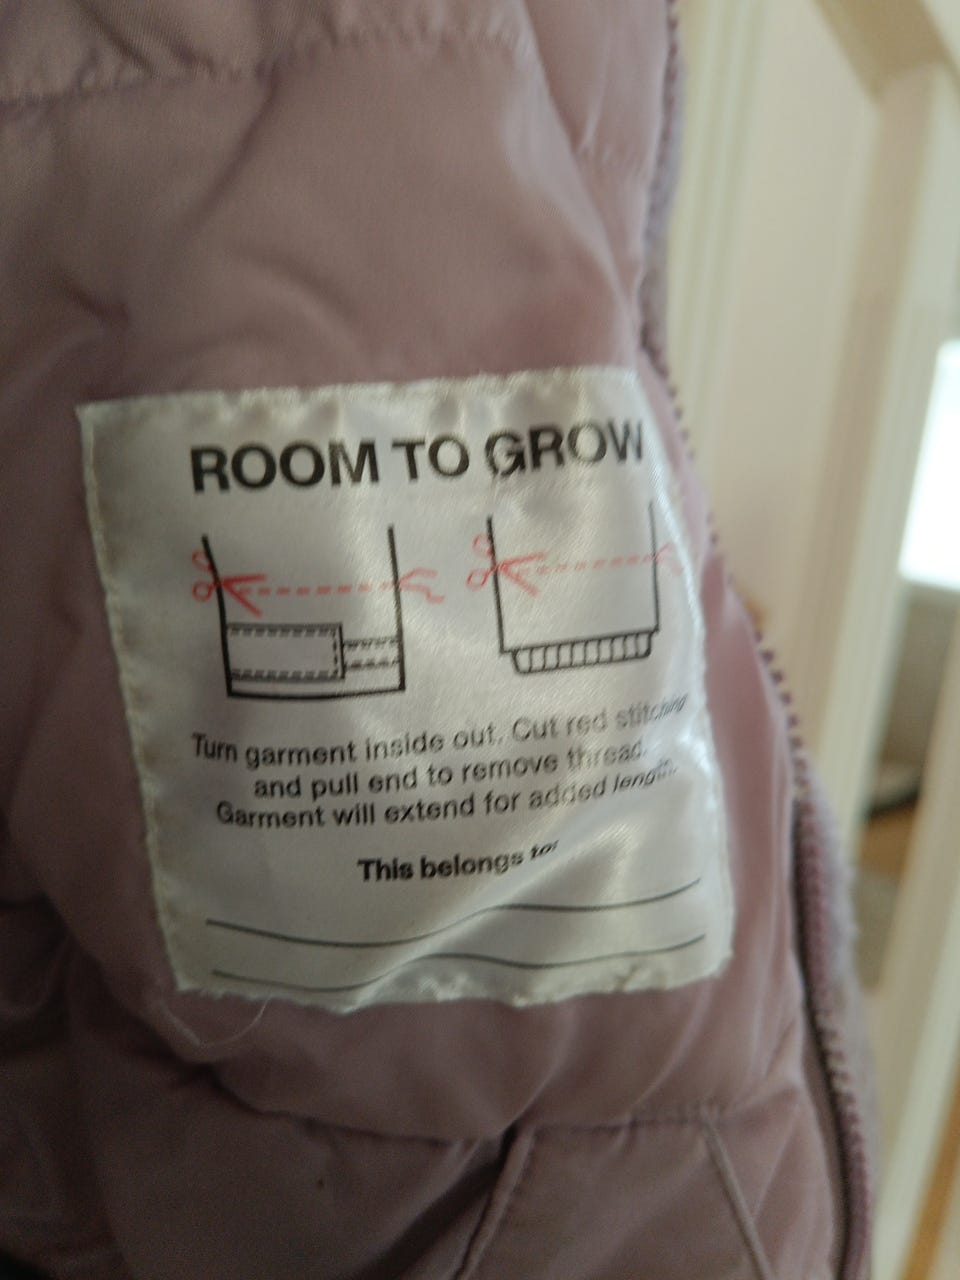 ROOM TO GROW
Turn garment inside out. Cut red stitching
and pull end to remove thread.
Garment will extend for added length.
This belongs to: